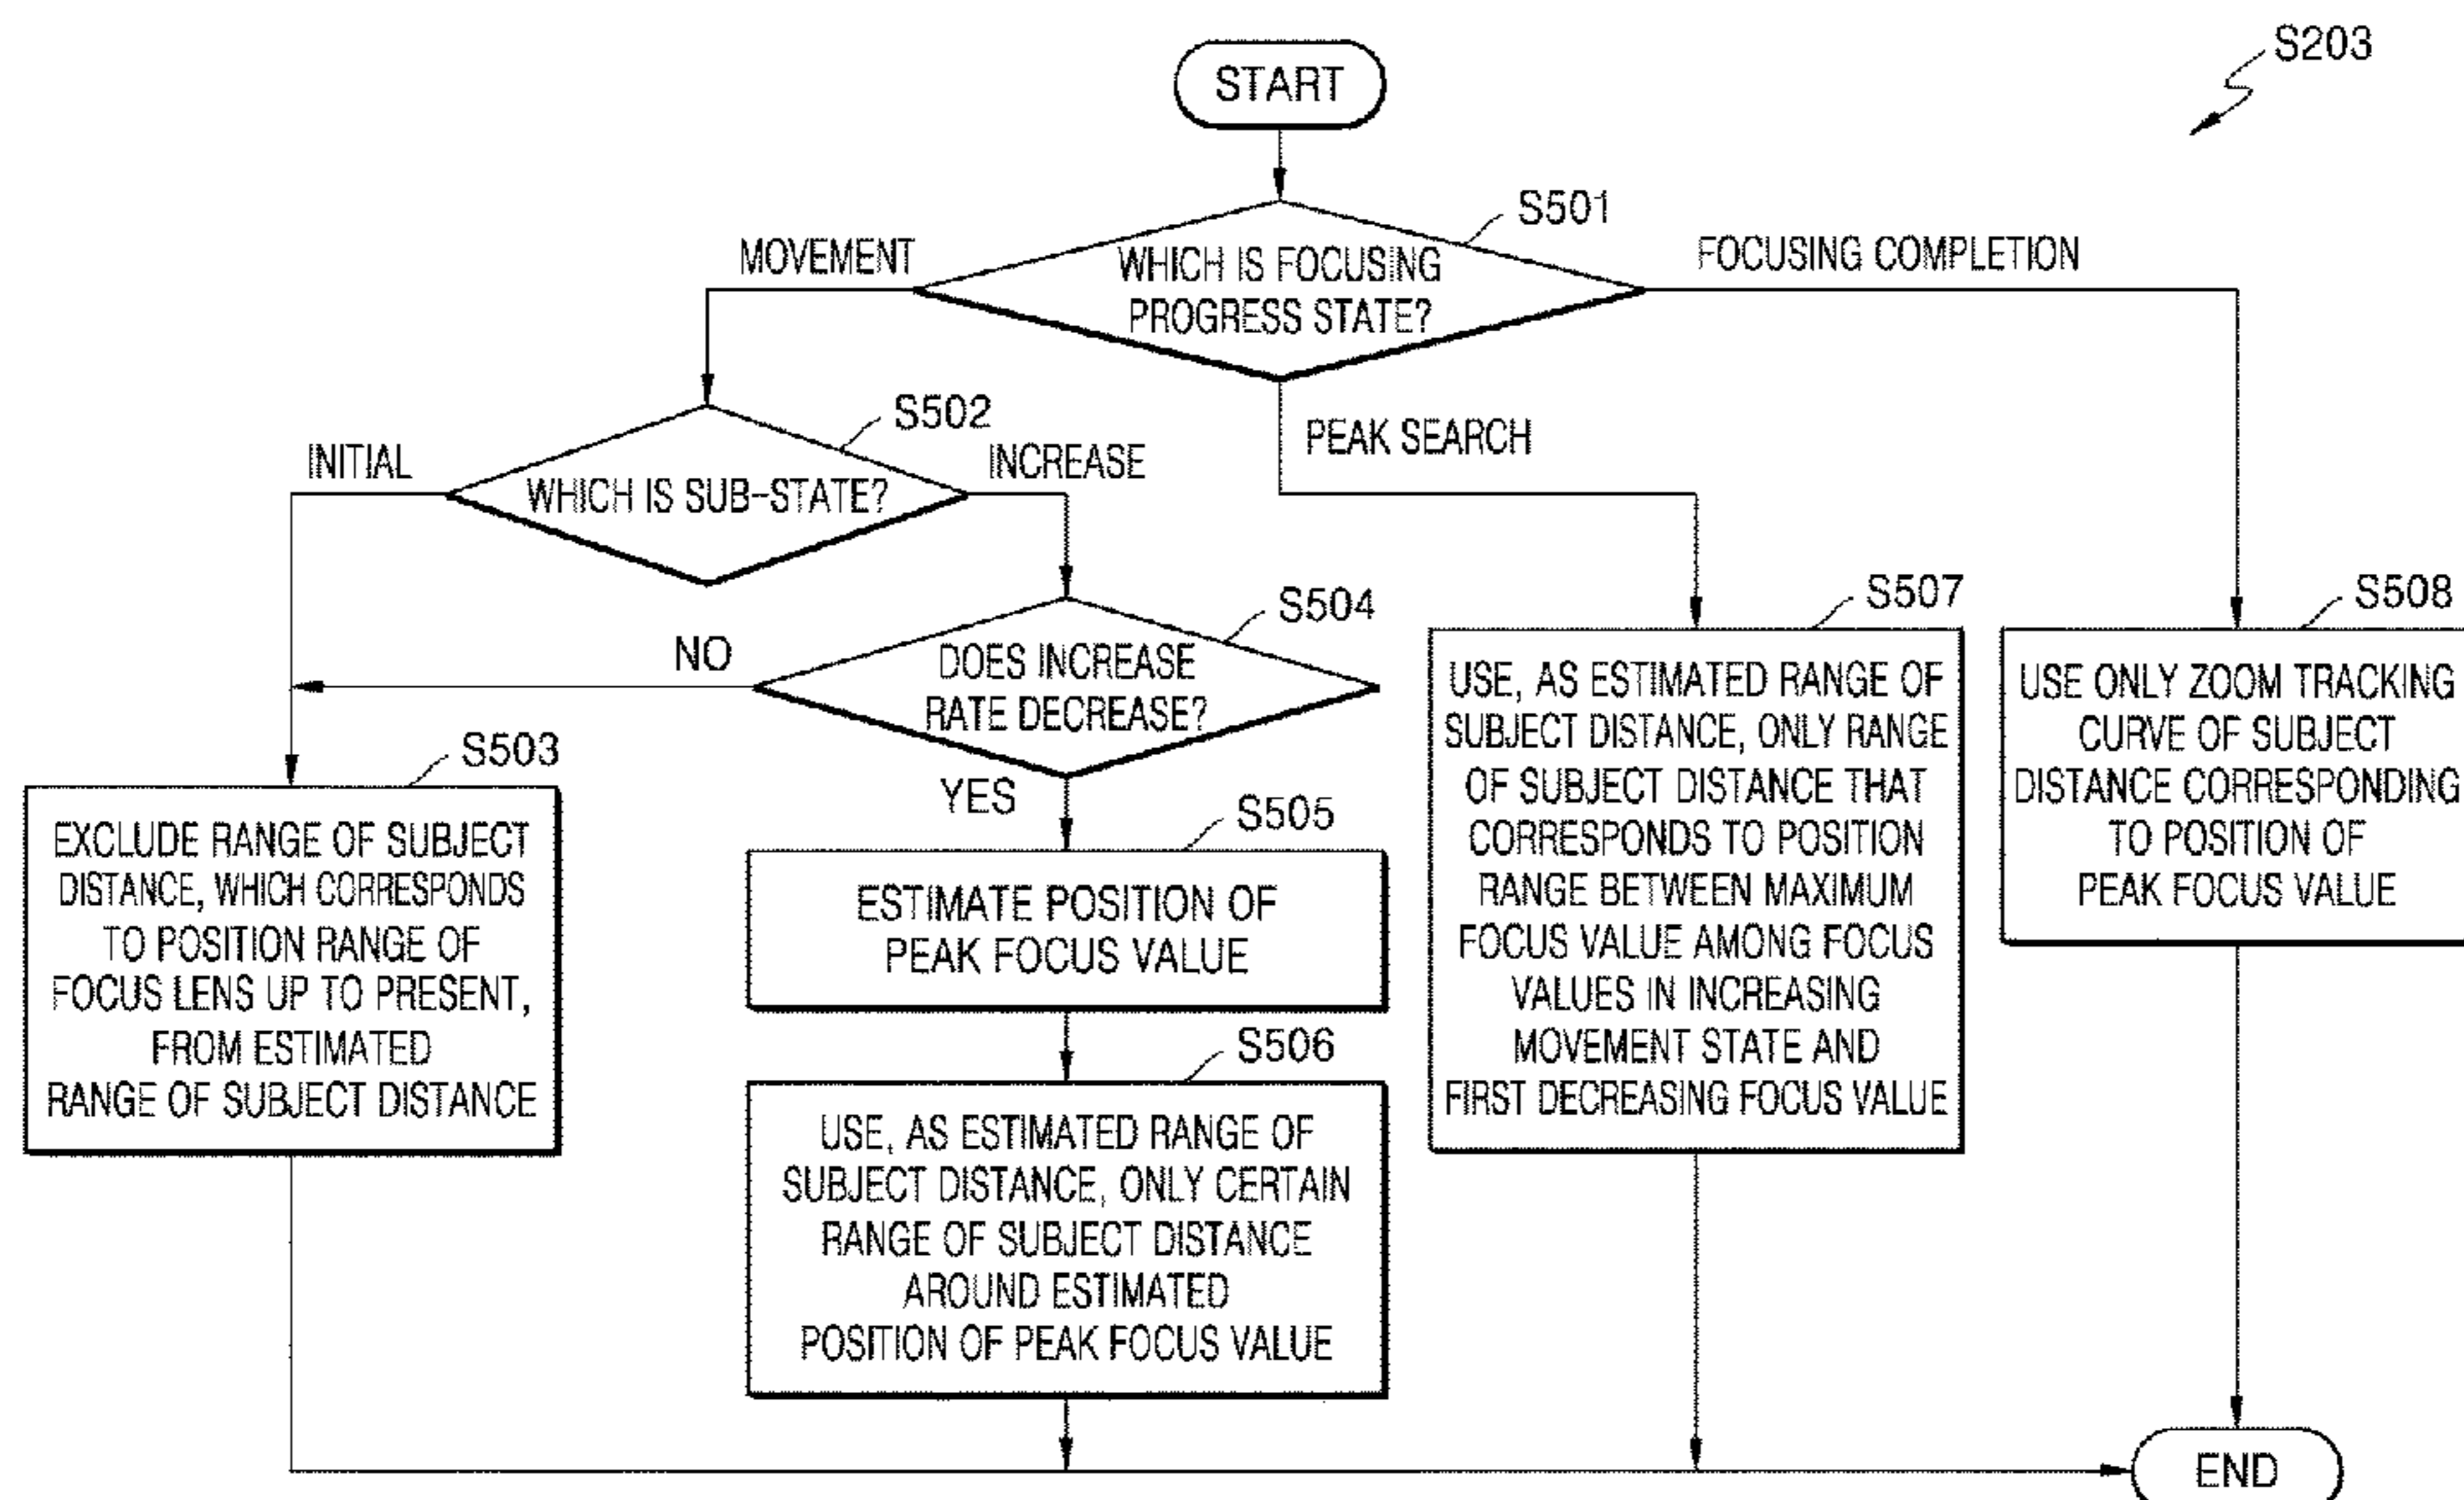 S203
START
S501
WHICH IS FOCUSING
PROGRESS STATE?
MOVEMENT
FOCUSING COMPLETION
PEAK SEARCH
S502
WHICH IS SUB-STATE?
INITIAL
INCREASE
S504
DOES INCREASE
RATE DECREASE?
NO
YES
S503
EXCLUDE RANGE OF SUBJECT
DISTANCE, WHICH CORRESPONDS
TO POSITION RANGE OF
FOCUS LENS UP TO PRESENT,
FROM ESTIMATED
RANGE OF SUBJECT DISTANCE
S505
ESTIMATE POSITION OF
PEAK FOCUS VALUE
S506
USE, AS ESTIMATED RANGE OF
SUBJECT DISTANCE, ONLY CERTAIN
RANGE OF SUBJECT DISTANCE
AROUND ESTIMATED
POSITION OF PEAK FOCUS VALUE
S507
USE, AS ESTIMATED RANGE OF
SUBJECT DISTANCE, ONLY RANGE
OF SUBJECT DISTANCE THAT
CORRESPONDS TO POSITION
RANGE BETWEEN MAXIMUM
FOCUS VALUE AMONG FOCUS
VALUES IN INCREASING
MOVEMENT STATE AND
FIRST DECREASING FOCUS VALUE
S508
USE ONLY ZOOM TRACKING
CURVE OF SUBJECT
DISTANCE CORRESPONDING
TO POSITION OF
PEAK FOCUS VALUE
END